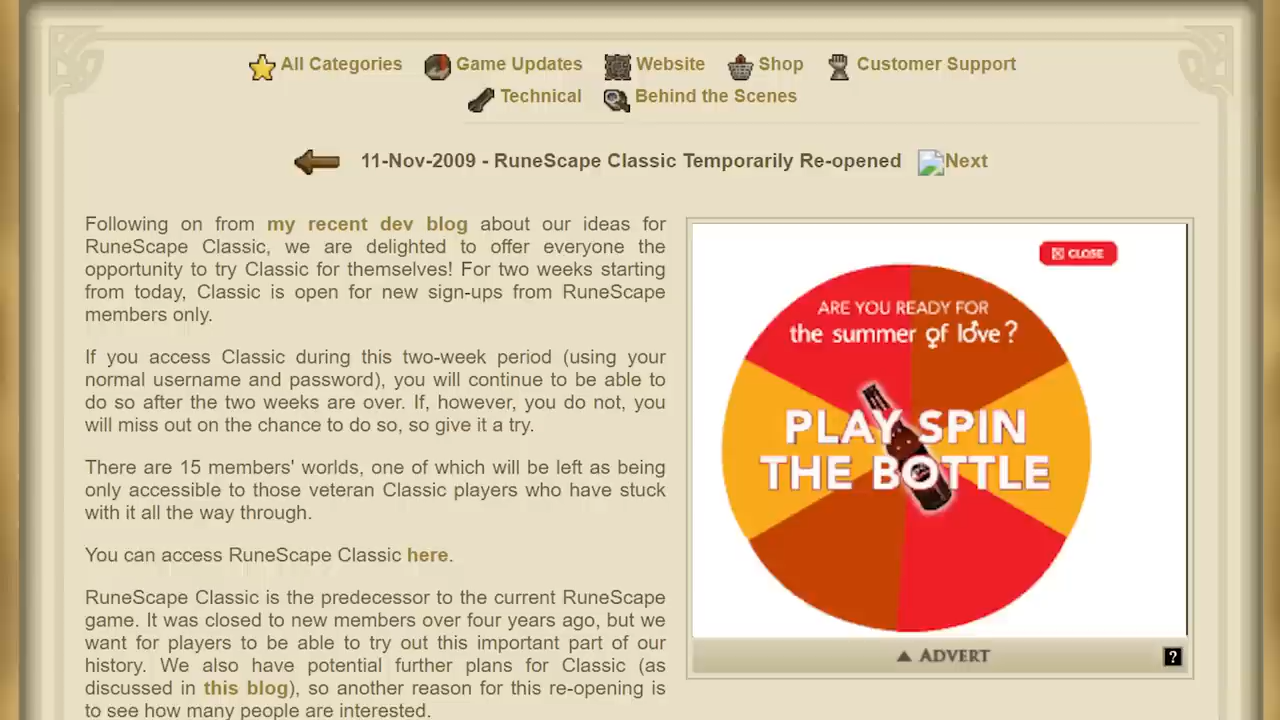 All Categories Game Updates Website Shop Customer Support
Technical Behind the Scenes
11-Nov-2009 - RuneScape Classic Temporarily Re-opened Next
Following on from my recent dev blog about our ideas for
RuneScape Classic, we are delighted to offer everyone the
opportunity to try Classic for themselves! For two weeks starting
from today, Classic is open for new sign-ups from RuneScape
members only.
If you access Classic during this two-week period (using your
normal username and password), you will continue to be able to
do so after the two weeks are over. If, however, you do not, you
will miss out on the chance to do so, so give it a try.
There are 15 members' worlds, one of which will be left as being
only accessible to those veteran Classic players who have stuck
with it all the way through.
You can access RuneScape Classic here.
RuneScape Classic is the predecessor to the current RuneScape
game. It was closed to new members over four years ago, but we
want for players to be able to try out this important part of our
history. We also have potential further plans for Classic (as
discussed in this blog), so another reason for this re-opening is
to see how many people are interested.
CLOSE
ARE YOU READY FOR
the summer of love?
PLAY SPIN
THE BOTTLE
ADVERT ?